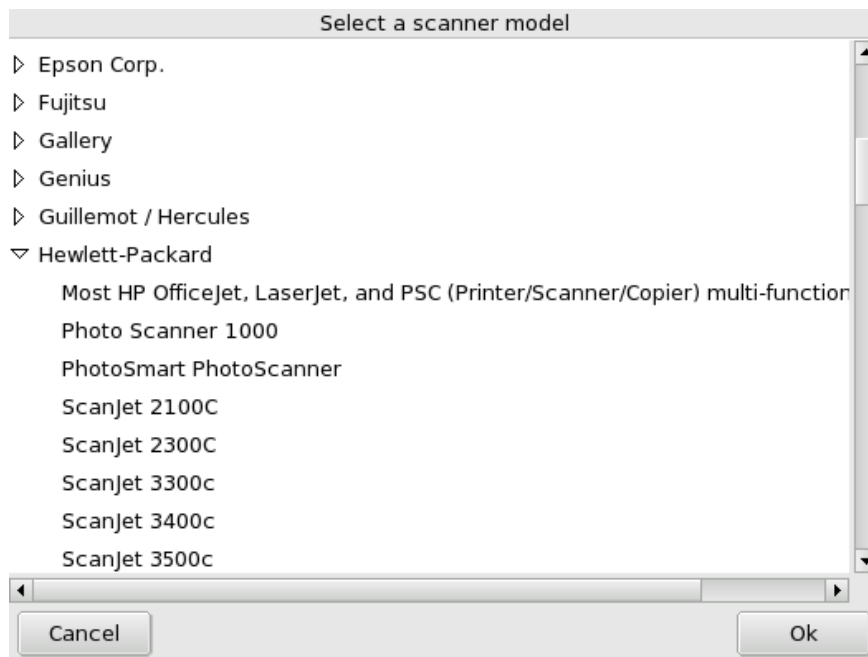 Select a scanner model
Epson Corp.
Fujitsu
Gallery
Genius
Guillemot / Hercules
Hewlett-Packard
Most HP OfficeJet, LaserJet, and PSC (Printer/Scanner/Copier) multi-function
Photo Scanner 1000
PhotoSmart PhotoScanner
ScanJet 2100C
ScanJet 2300C
ScanJet 3300c
ScanJet 3400c
ScanJet 3500c
Cancel
Ok